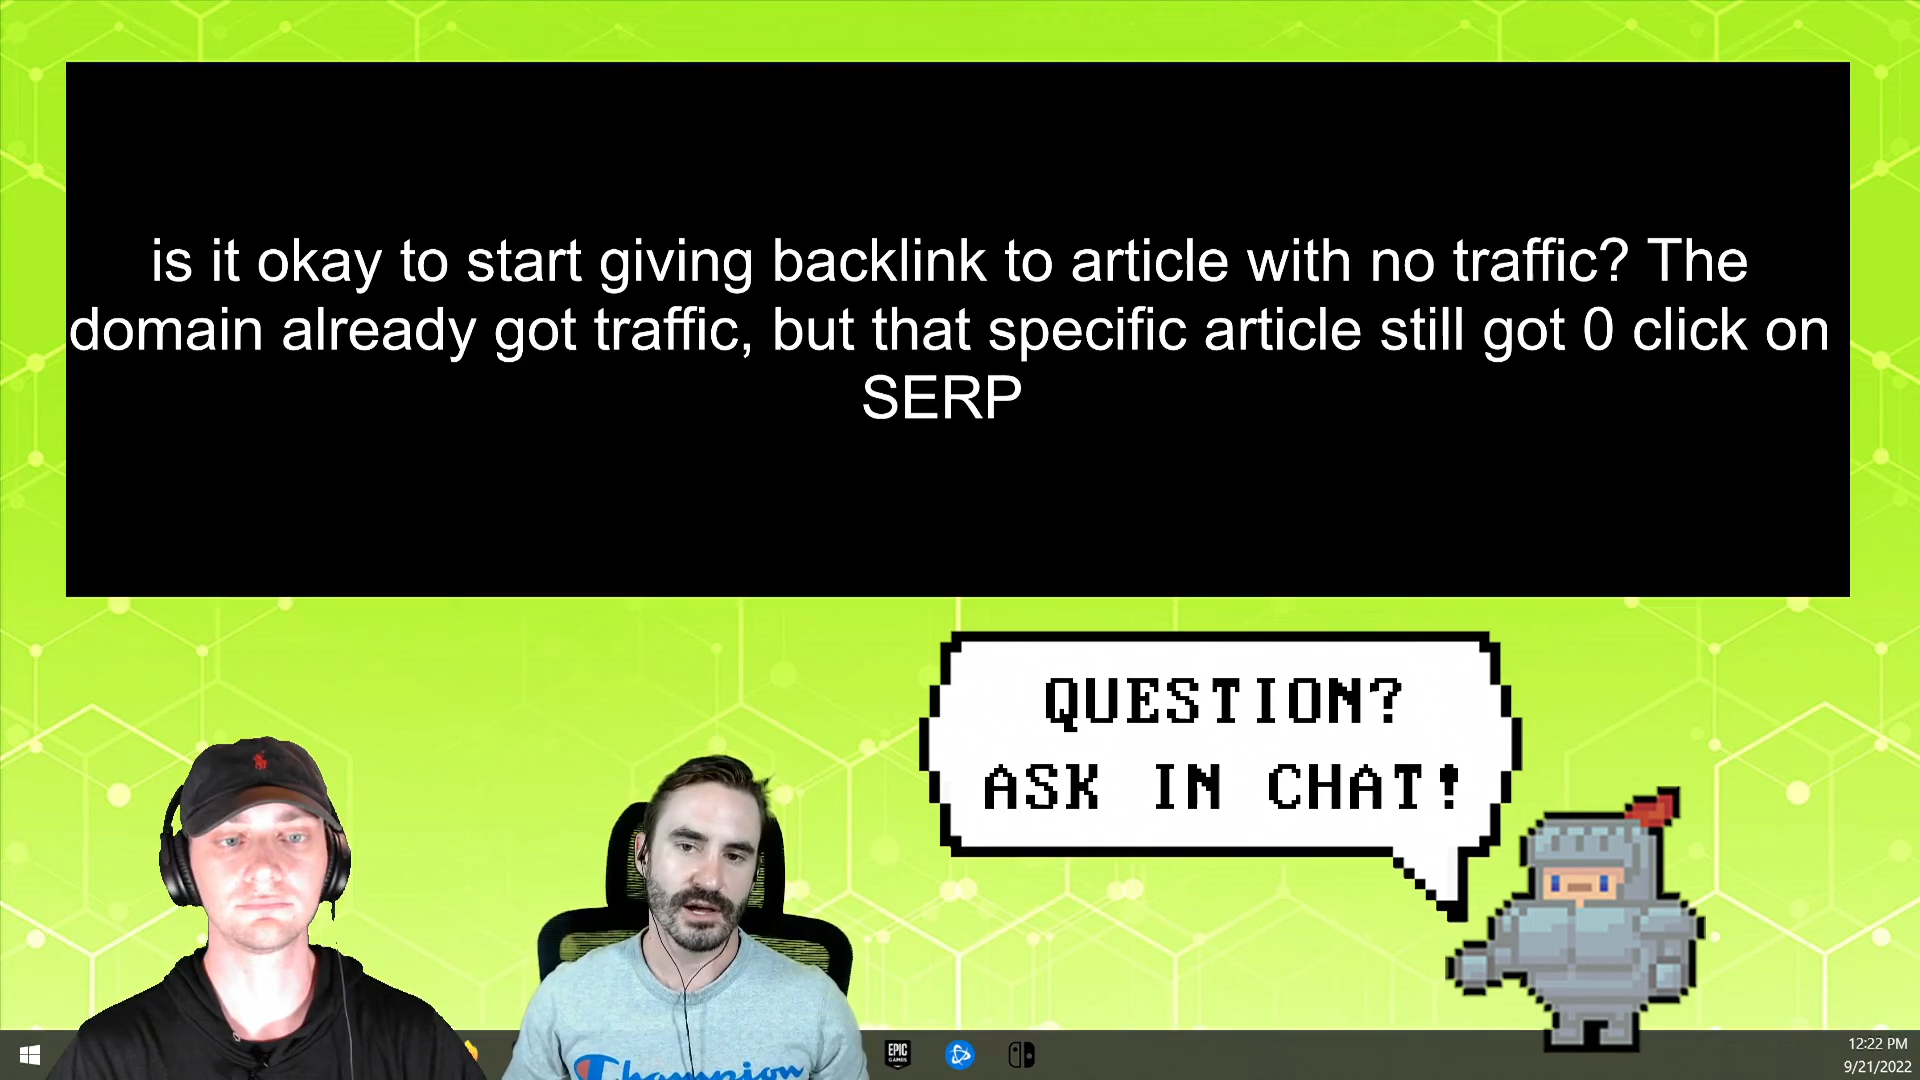 is it okay to start giving backlink to article with no traffic? The
domain already got traffic, but that specific article still got 0 click on
SERP
QUESTION?
ASK IN CHAT!
Champion
EPIC
GAMES
12:22 PM
9/21/2022